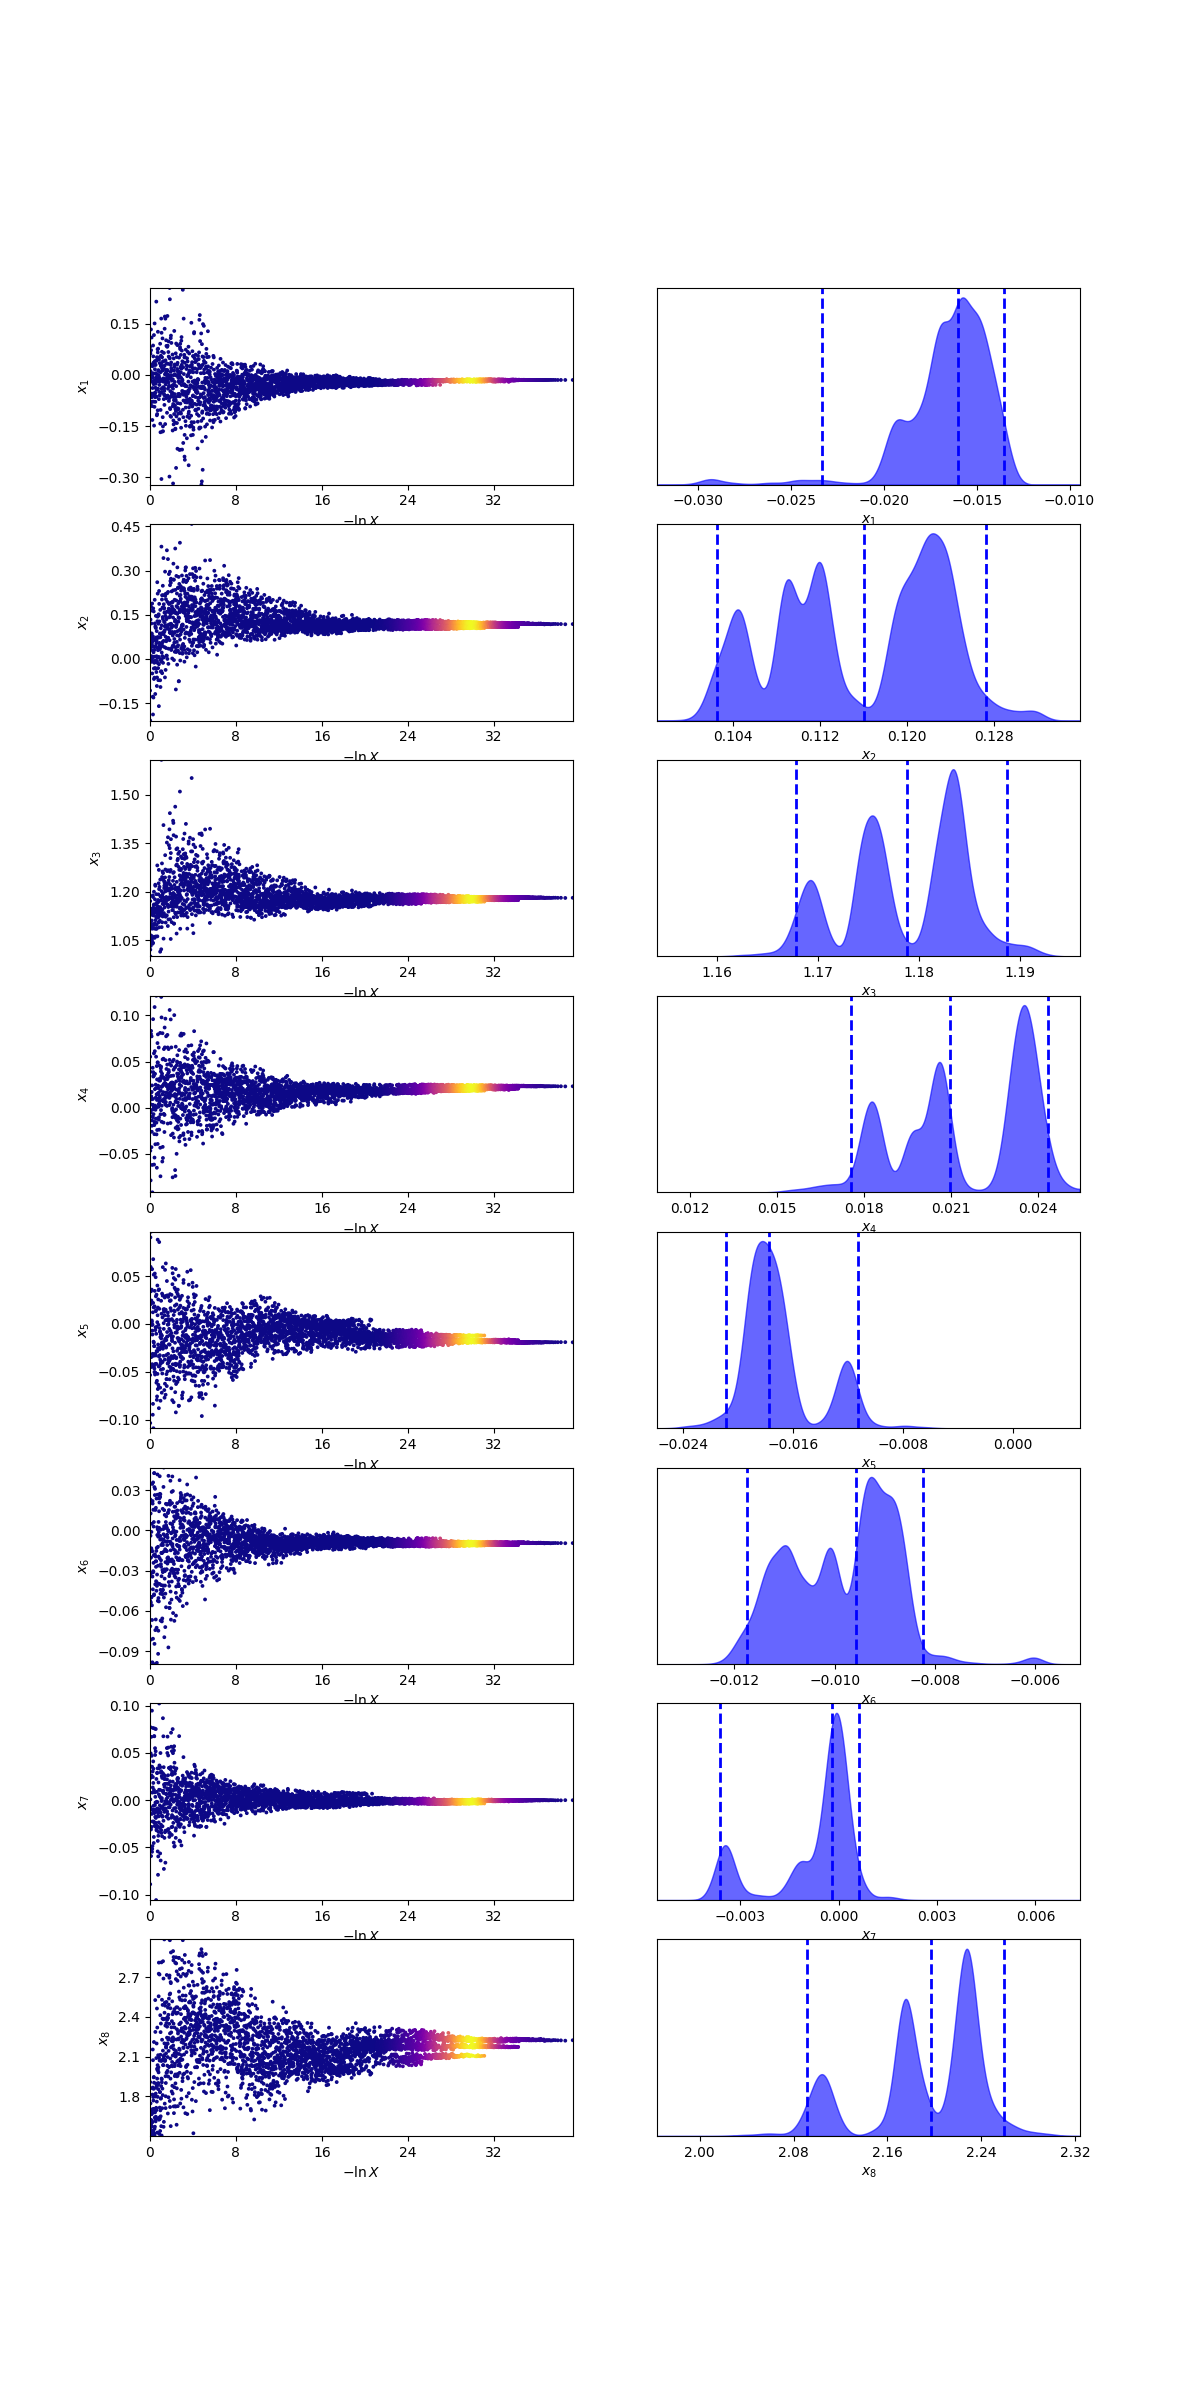 0.15
0.00
−0.15
−0.30
x₁
0 8 16 24 32
−ln X
−0.030 −0.025 −0.020 −0.015 −0.010
x₁
0.45
0.30
0.15
0.00
−0.15
x₂
0 8 16 24 32
−ln X
0.104 0.112 0.120 0.128
x₂
1.50
1.35
1.20
1.05
x₃
0 8 16 24 32
−ln X
1.16 1.17 1.18 1.19
x₃
0.10
0.05
0.00
−0.05
x₄
0 8 16 24 32
−ln X
0.012 0.015 0.018 0.021 0.024
x₄
0.05
0.00
−0.05
−0.10
x₅
0 8 16 24 32
−ln X
−0.024 −0.016 −0.008 0.000
x₅
0.03
0.00
−0.03
−0.06
−0.09
x₆
0 8 16 24 32
−ln X
−0.012 −0.010 −0.008 −0.006
x₆
0.10
0.05
0.00
−0.05
−0.10
x₇
0 8 16 24 32
−ln X
−0.003 0.000 0.003 0.006
x₇
2.7
2.4
2.1
1.8
x₈
0 8 16 24 32
−ln X
2.00 2.08 2.16 2.24 2.32
x₈